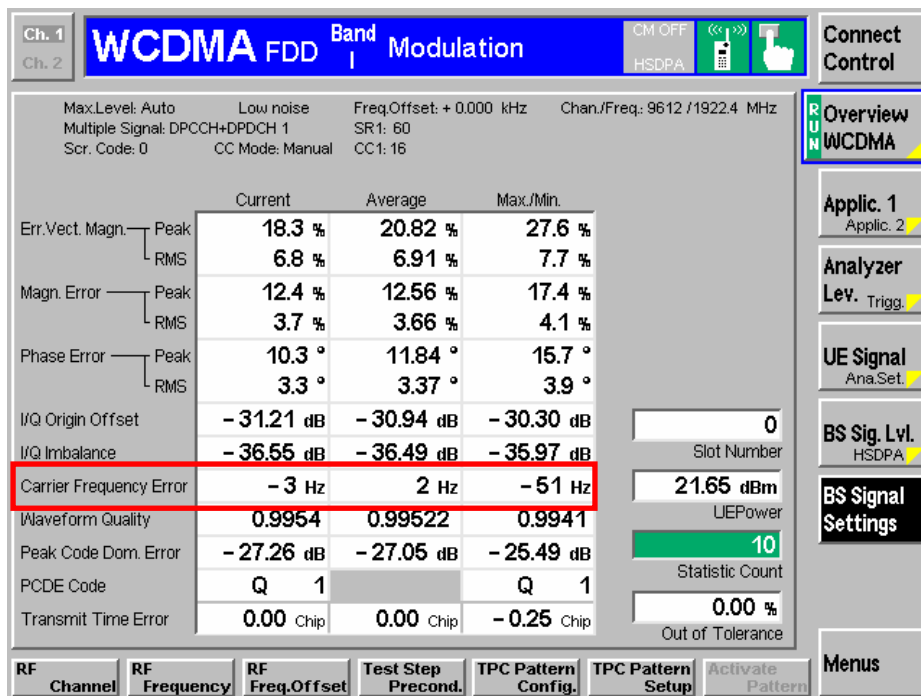 Ch. 1
Ch. 2
WCDMA FDD Band I Modulation
CM OFF
HSDPA
Connect Control
Max.Level: Auto Low noise Freq.Offset: + 0.000 kHz Chan./Freq.: 9612 / 1922.4 MHz
Multiple Signal: DPCCH+DPDCH 1 SR1: 60
Scr. Code: 0 CC Mode: Manual CC1: 16
RUN
Overview WCDMA
Current Average Max./Min.
Err.Vect. Magn. Peak 18.3 % 20.82 % 27.6 %
RMS 6.8 % 6.91 % 7.7 %
Magn. Error Peak 12.4 % 12.56 % 17.4 %
RMS 3.7 % 3.66 % 4.1 %
Phase Error Peak 10.3 ° 11.84 ° 15.7 °
RMS 3.3 ° 3.37 ° 3.9 °
I/Q Origin Offset - 31.21 dB - 30.94 dB - 30.30 dB
I/Q Imbalance - 36.55 dB - 36.49 dB - 35.97 dB
Carrier Frequency Error - 3 Hz 2 Hz - 51 Hz
Waveform Quality 0.9954 0.99522 0.9941
Peak Code Dom. Error - 27.26 dB - 27.05 dB - 25.49 dB
PCDE Code Q 1 Q 1
Transmit Time Error 0.00 Chip 0.00 Chip - 0.25 Chip
0
Slot Number
21.65 dBm
UEPower
10
Statistic Count
0.00 %
Out of Tolerance
Applic. 1
Applic. 2
Analyzer
Lev. Trigg.
UE Signal
Ana.Set.
BS Sig. Lvl.
HSDPA
BS Signal
Settings
Menus
RF Channel
RF Frequency
RF Freq.Offset
Test Step Precond.
TPC Pattern Config.
TPC Pattern Setup
Activate Pattern